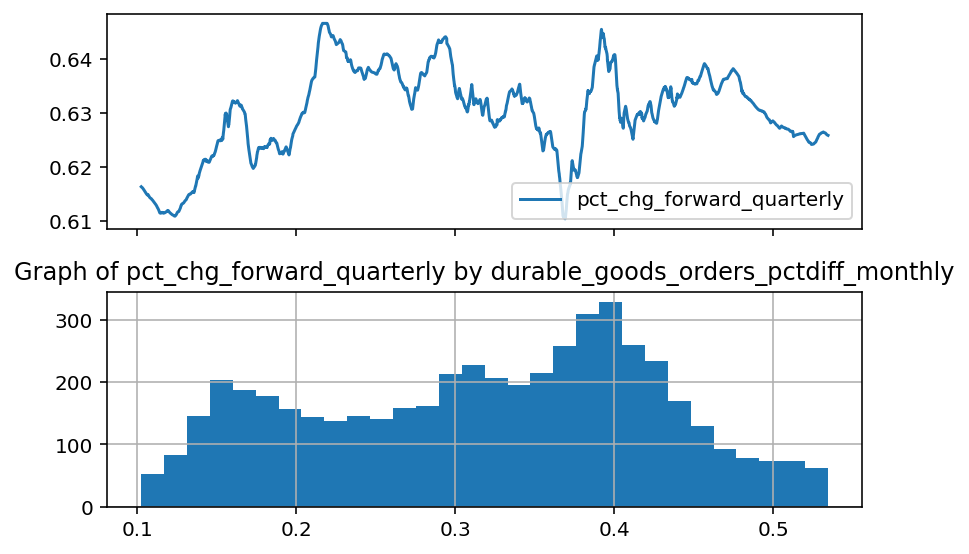 0.64
0.63
0.62
0.61
pct_chg_forward_quarterly
Graph of pct_chg_forward_quarterly by durable_goods_orders_pctdiff_monthly
300
200
100
0
0.1 0.2 0.3 0.4 0.5